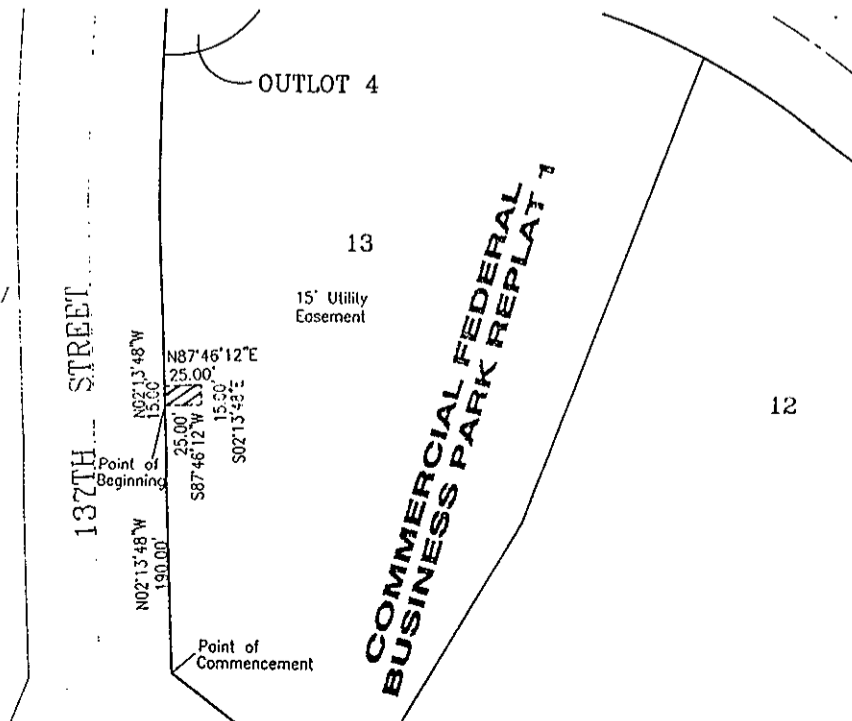 OUTLOT 4
13
15' Utility
Easement
COMMERCIAL FEDERAL
BUSINESS PARK REPLAT 1
12
137TH STREET
N02°13'48"W
15.00'
N87°46'12"E
25.00'
15.00'
S02°13'48"E
25.00'
S87°46'12"W
Point of
Beginning
N02°13'48"W
190.00'
Point of
Commencement